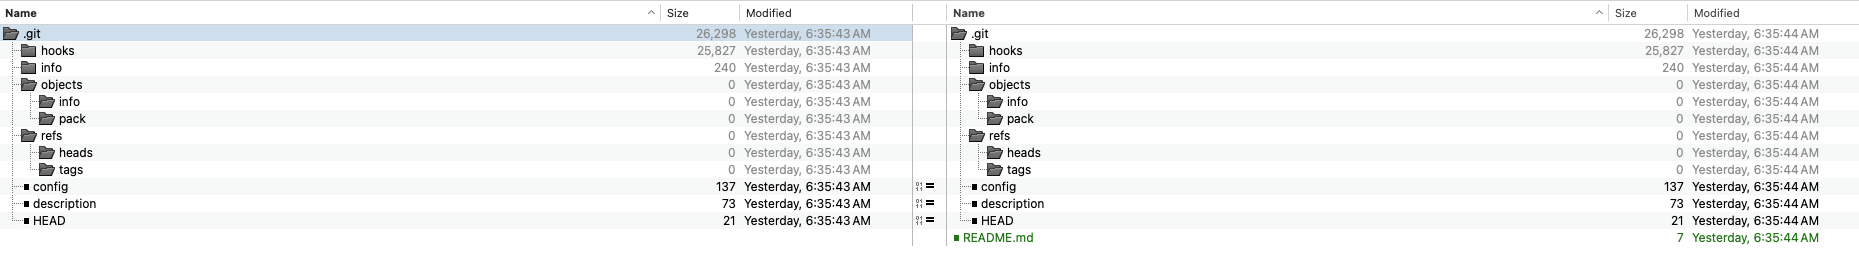 Name Size Modified Name Size Modified
.git 26,298 Yesterday, 6:35:43 AM .git 26,298 Yesterday, 6:35:44 AM
hooks 25,827 Yesterday, 6:35:43 AM hooks 25,827 Yesterday, 6:35:44 AM
info 240 Yesterday, 6:35:43 AM info 240 Yesterday, 6:35:44 AM
objects 0 Yesterday, 6:35:43 AM objects 0 Yesterday, 6:35:44 AM
info 0 Yesterday, 6:35:43 AM info 0 Yesterday, 6:35:44 AM
pack 0 Yesterday, 6:35:43 AM pack 0 Yesterday, 6:35:44 AM
refs 0 Yesterday, 6:35:43 AM refs 0 Yesterday, 6:35:44 AM
heads 0 Yesterday, 6:35:43 AM heads 0 Yesterday, 6:35:44 AM
tags 0 Yesterday, 6:35:43 AM tags 0 Yesterday, 6:35:44 AM
config 137 Yesterday, 6:35:43 AM = config 137 Yesterday, 6:35:44 AM
description 73 Yesterday, 6:35:43 AM = description 73 Yesterday, 6:35:44 AM
HEAD 21 Yesterday, 6:35:43 AM = HEAD 21 Yesterday, 6:35:44 AM
README.md 7 Yesterday, 6:35:44 AM